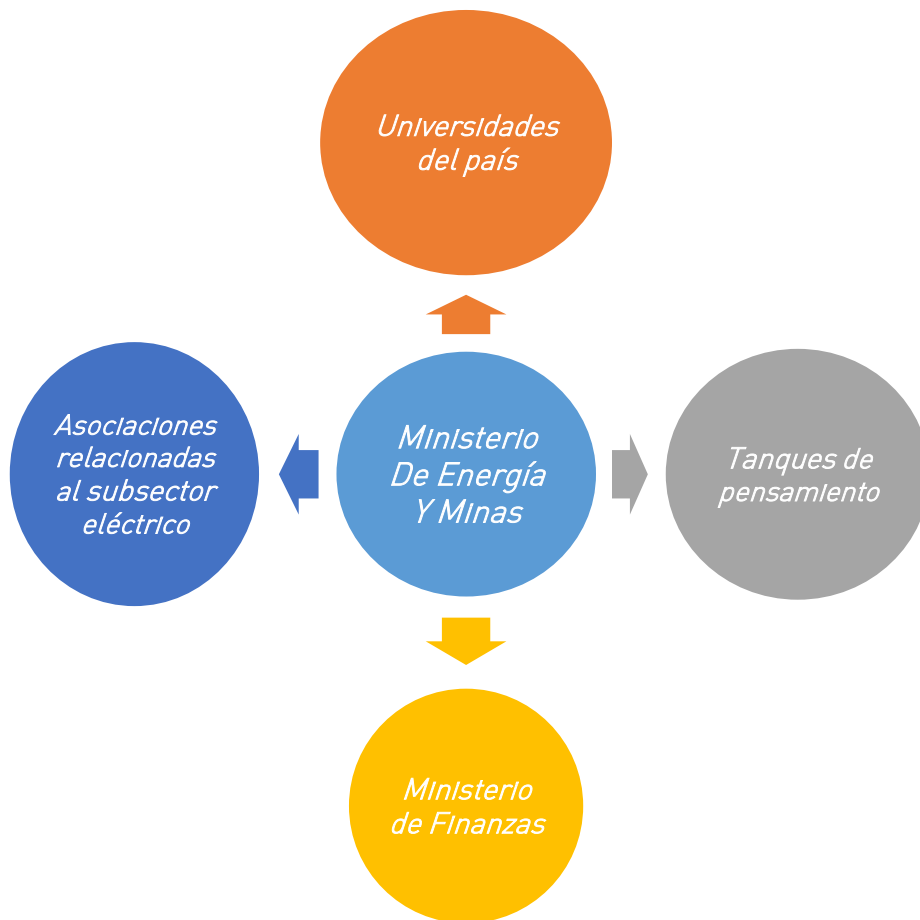 Universidades
del país
Asociaciones
relacionadas
al subsector
eléctrico
Ministerio
De Energía
Y Minas
Tanques de
pensamiento
Ministerio
de Finanzas